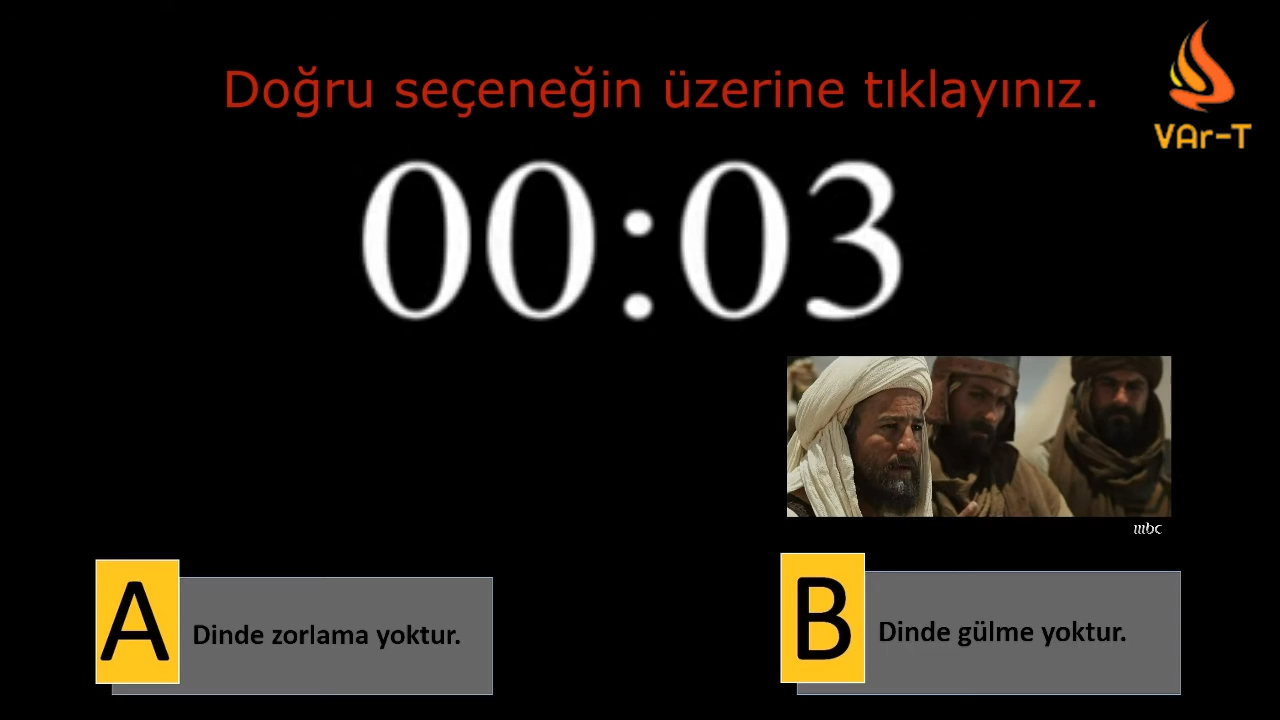 Doğru seçeneğin üzerine tıklayınız.
VAr-T
00:03
mbc
A
Dinde zorlama yoktur.
B
Dinde gülme yoktur.